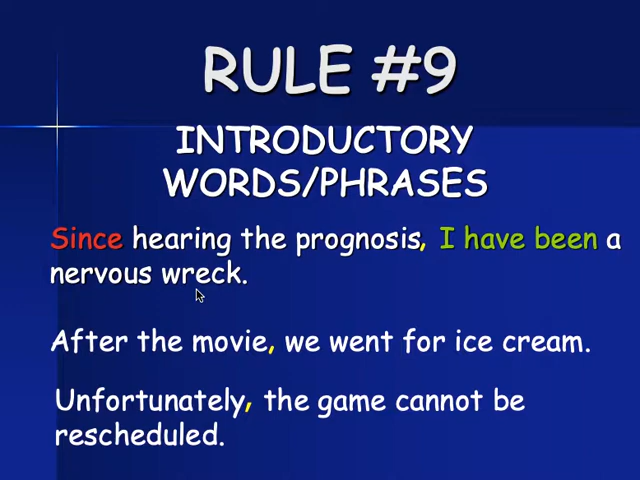 RULE #9
INTRODUCTORY
WORDS/PHRASES
Since hearing the prognosis, I have been a
nervous wreck.
After the movie, we went for ice cream.
Unfortunately, the game cannot be
rescheduled.